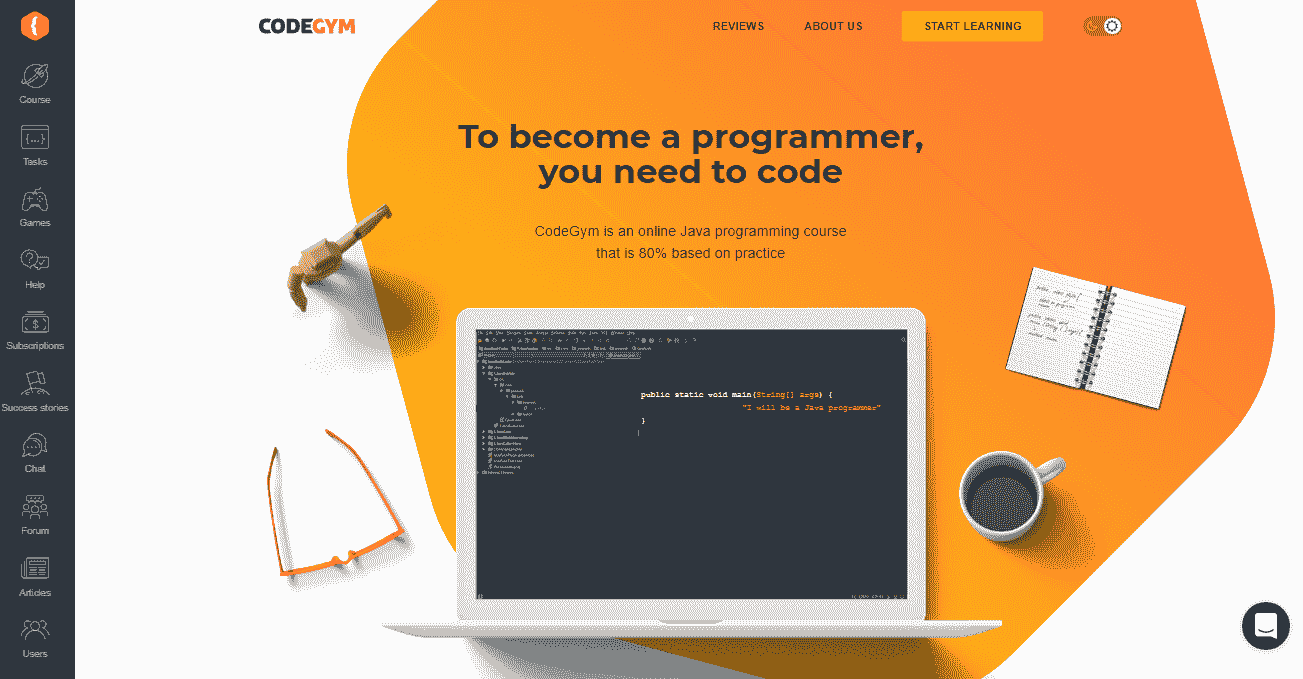 CODEGYM
REVIEWS
ABOUT US
START LEARNING
Course
Tasks
Games
Help
Subscriptions
Success stories
Chat
Forum
Articles
Users
To become a programmer,
you need to code
CodeGym is an online Java programming course
that is 80% based on practice
public static void main(String[] args) {
"I will be a Java programmer"
}